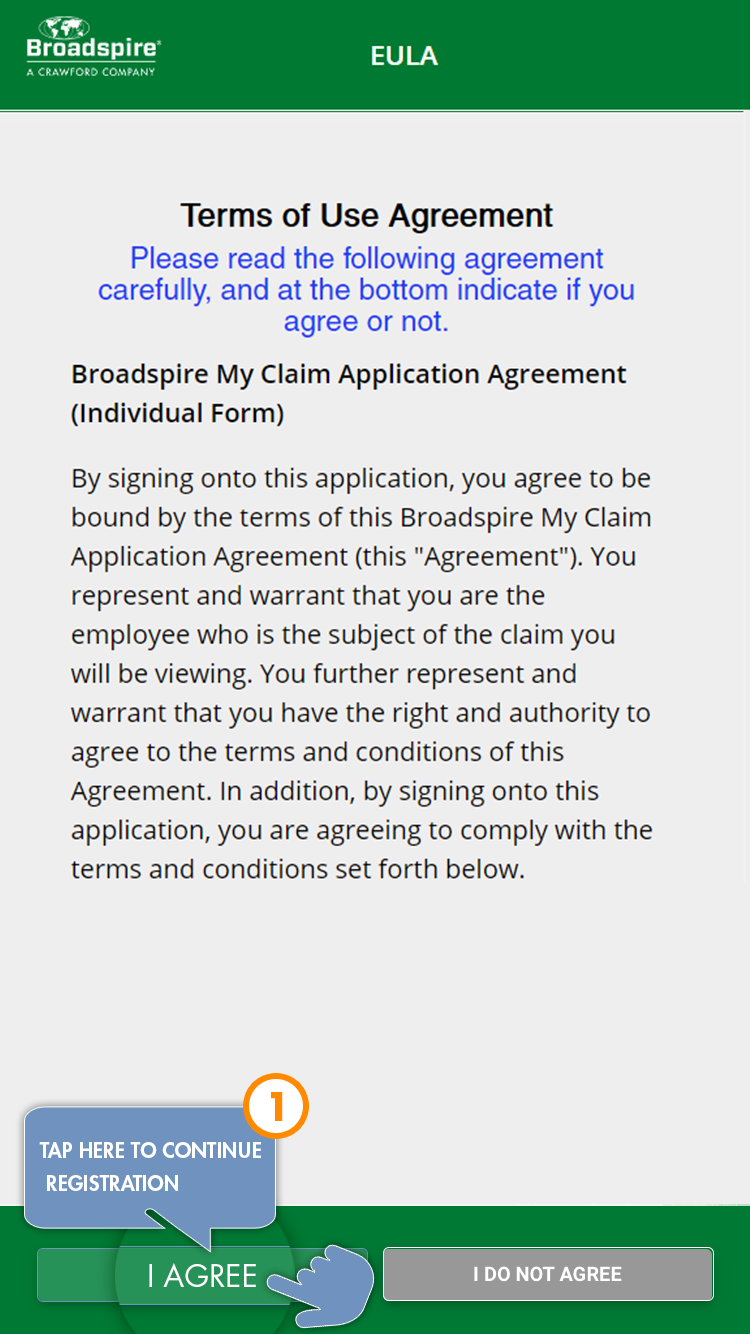 Broadspire®
A CRAWFORD COMPANY
EULA
Terms of Use Agreement
Please read the following agreement
carefully, and at the bottom indicate if you
agree or not.
Broadspire My Claim Application Agreement
(Individual Form)
By signing onto this application, you agree to be
bound by the terms of this Broadspire My Claim
Application Agreement (this "Agreement"). You
represent and warrant that you are the
employee who is the subject of the claim you
will be viewing. You further represent and
warrant that you have the right and authority to
agree to the terms and conditions of this
Agreement. In addition, by signing onto this
application, you are agreeing to comply with the
terms and conditions set forth below.
1
TAP HERE TO CONTINUE
REGISTRATION
I AGREE
I DO NOT AGREE